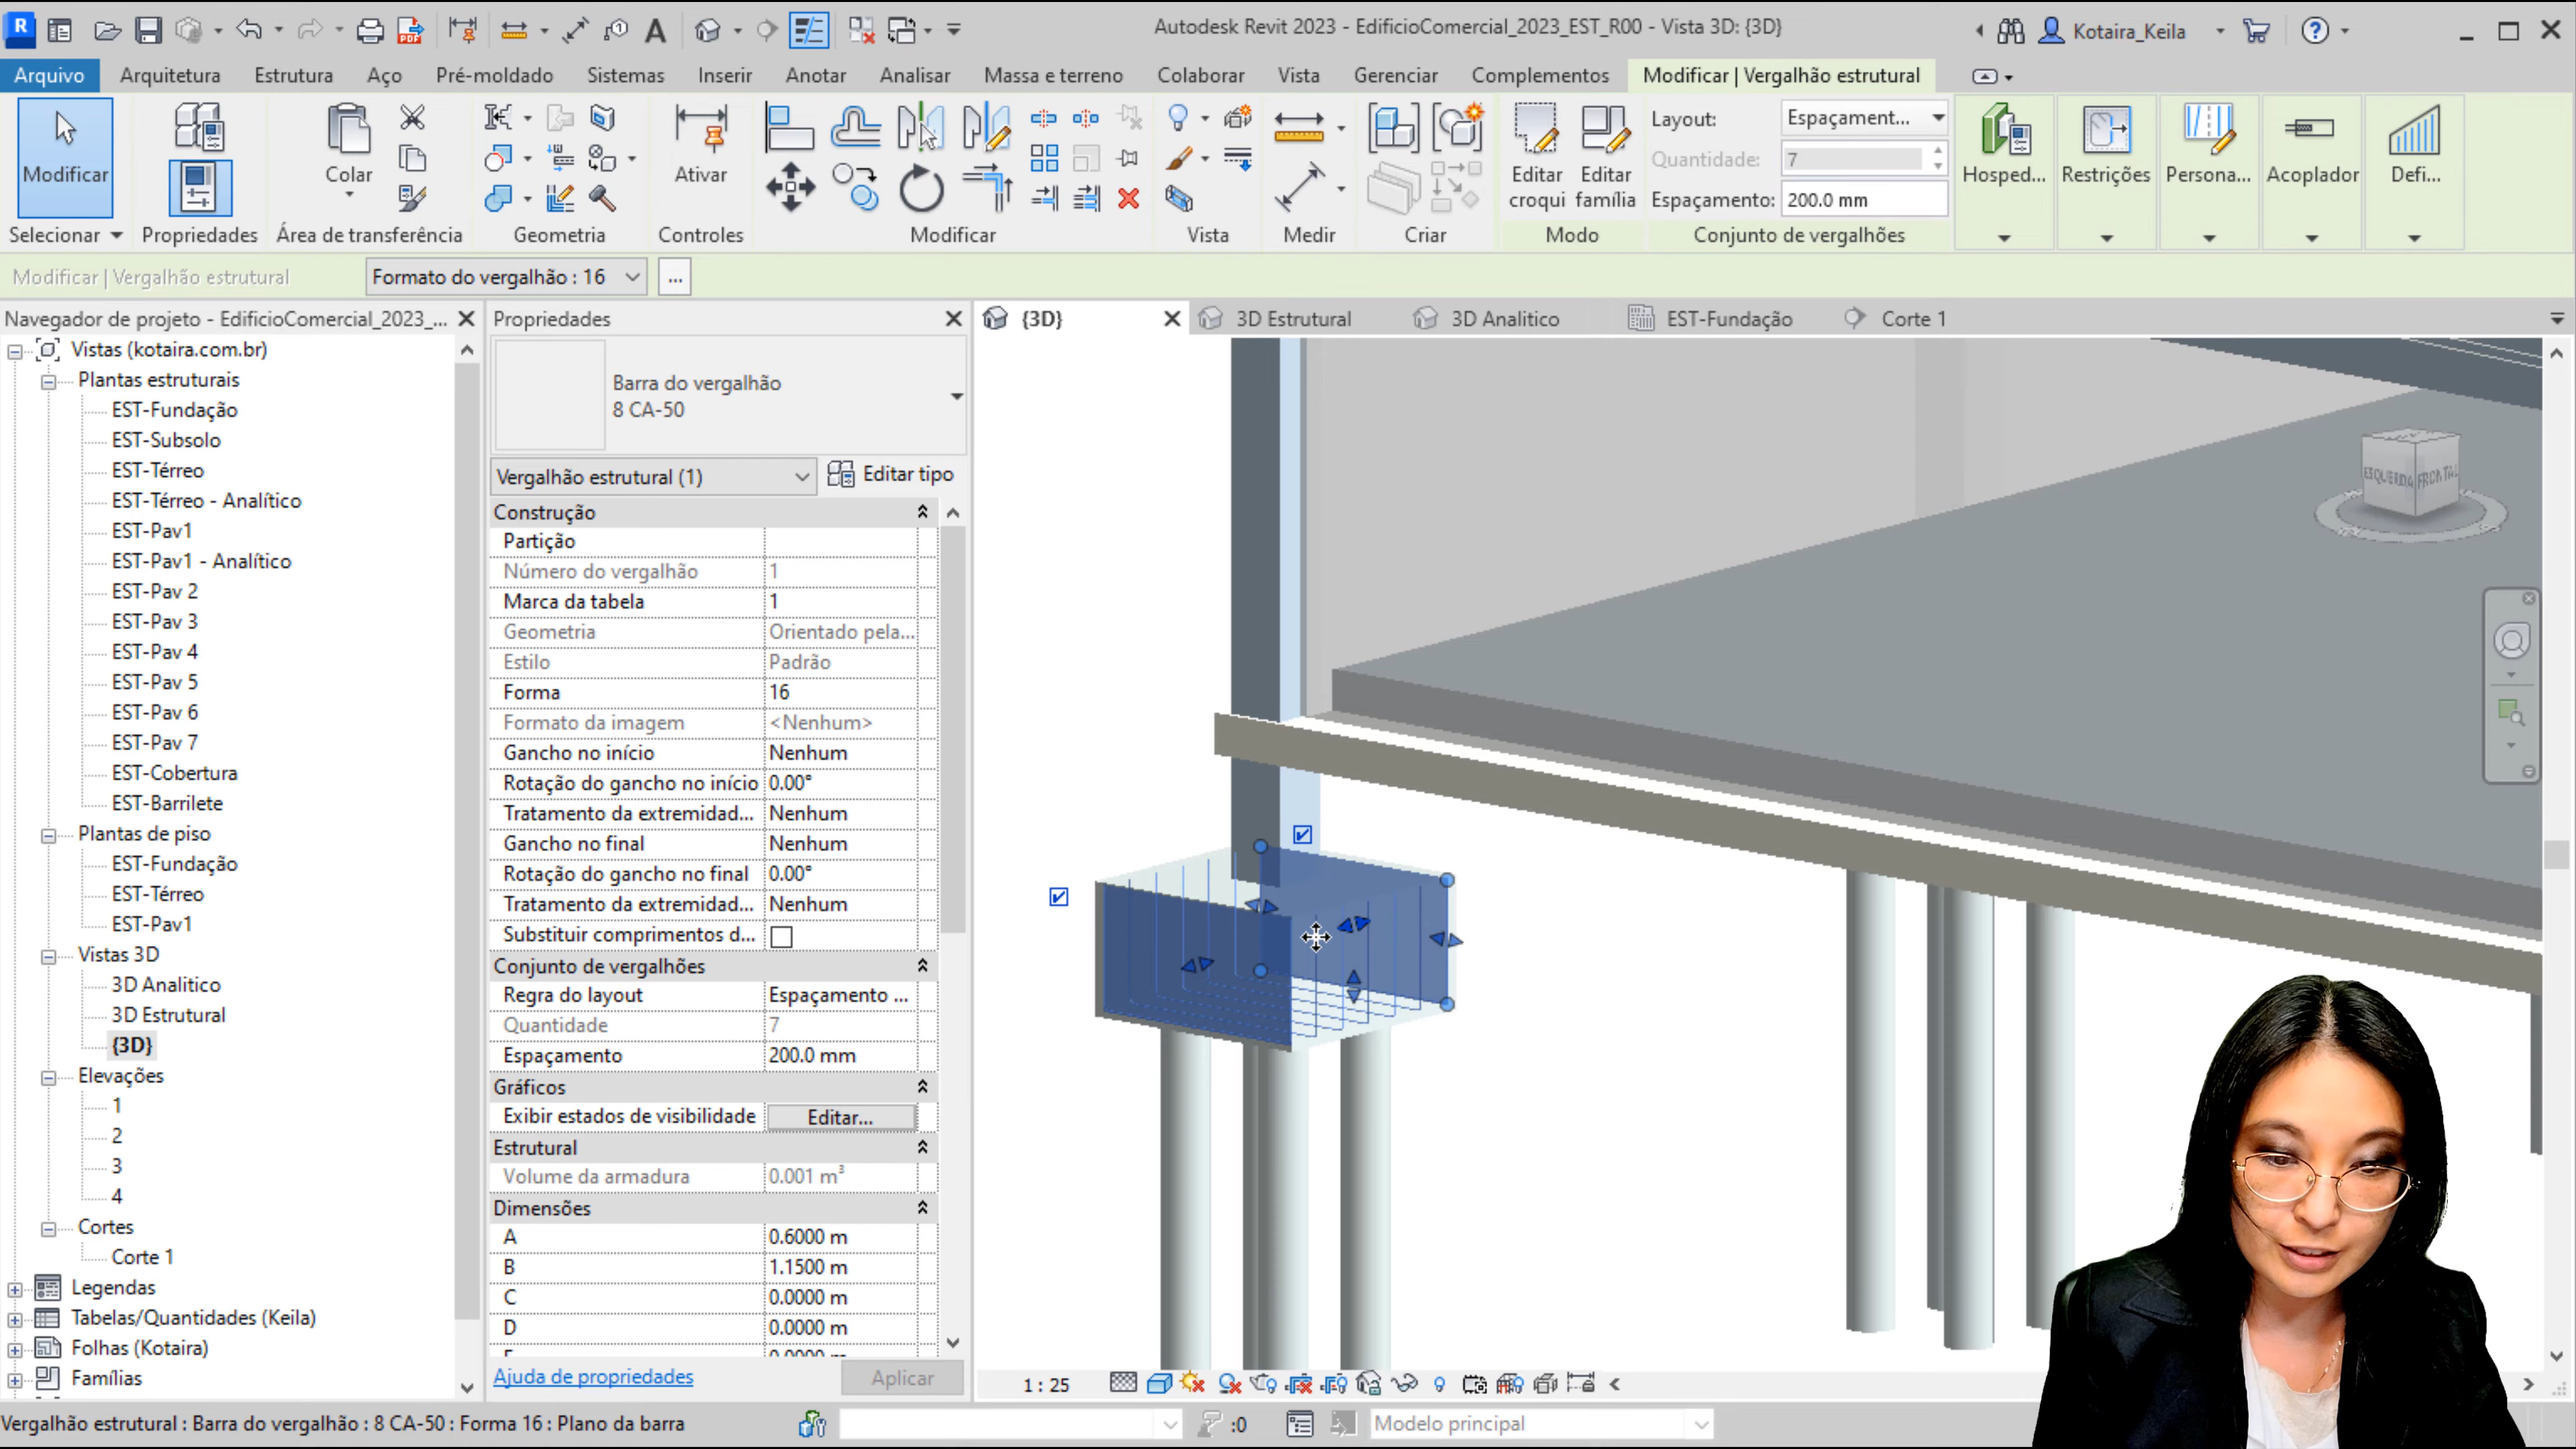 Autodesk Revit 2023 - EdificioComercial_2023_EST_R00 - Vista 3D: {3D}
Kotaira_Keila
Arquivo Arquitetura Estrutura Aço Pré-moldado Sistemas Inserir Anotar Analisar Massa e terreno Colaborar Vista Gerenciar Complementos Modificar | Vergalhão estrutural
Modificar
Colar
Ativar
Editar croqui
Editar família
Layout: Espaçament...
Quantidade: 7
Espaçamento: 200.0 mm
Hosped...
Restrições
Persona...
Acoplador
Defi...
Selecionar Propriedades Área de transferência Geometria Controles Modificar Vista Medir Criar Modo Conjunto de vergalhões
Modificar | Vergalhão estrutural Formato do vergalhão : 16 ...
Navegador de projeto - EdificioComercial_2023_...
Vistas (kotaira.com.br)
Plantas estruturais
EST-Fundação
EST-Subsolo
EST-Térreo
EST-Térreo - Analítico
EST-Pav1
EST-Pav1 - Analítico
EST-Pav 2
EST-Pav 3
EST-Pav 4
EST-Pav 5
EST-Pav 6
EST-Pav 7
EST-Cobertura
EST-Barrilete
Plantas de piso
EST-Fundação
EST-Térreo
EST-Pav1
Vistas 3D
3D Analitico
3D Estrutural
{3D}
Elevações
1
2
3
4
Cortes
Corte 1
Legendas
Tabelas/Quantidades (Keila)
Folhas (Kotaira)
Famílias
Propriedades
Barra do vergalhão
8 CA-50
Vergalhão estrutural (1) Editar tipo
Construção
Partição
Número do vergalhão 1
Marca da tabela 1
Geometria Orientado pela...
Estilo Padrão
Forma 16
Formato da imagem <Nenhum>
Gancho no início Nenhum
Rotação do gancho no início 0.00°
Tratamento da extremidad... Nenhum
Gancho no final Nenhum
Rotação do gancho no final 0.00°
Tratamento da extremidad... Nenhum
Substituir comprimentos d...
Conjunto de vergalhões
Regra do layout Espaçamento ...
Quantidade 7
Espaçamento 200.0 mm
Gráficos
Exibir estados de visibilidade Editar...
Estrutural
Volume da armadura 0.001 m³
Dimensões
A 0.6000 m
B 1.1500 m
C 0.0000 m
D 0.0000 m
Ajuda de propriedades Aplicar
{3D} 3D Estrutural 3D Analitico EST-Fundação Corte 1
ESQUERDA FRONTAL
1 : 25
Vergalhão estrutural : Barra do vergalhão : 8 CA-50 : Forma 16 : Plano da barra
:0
Modelo principal